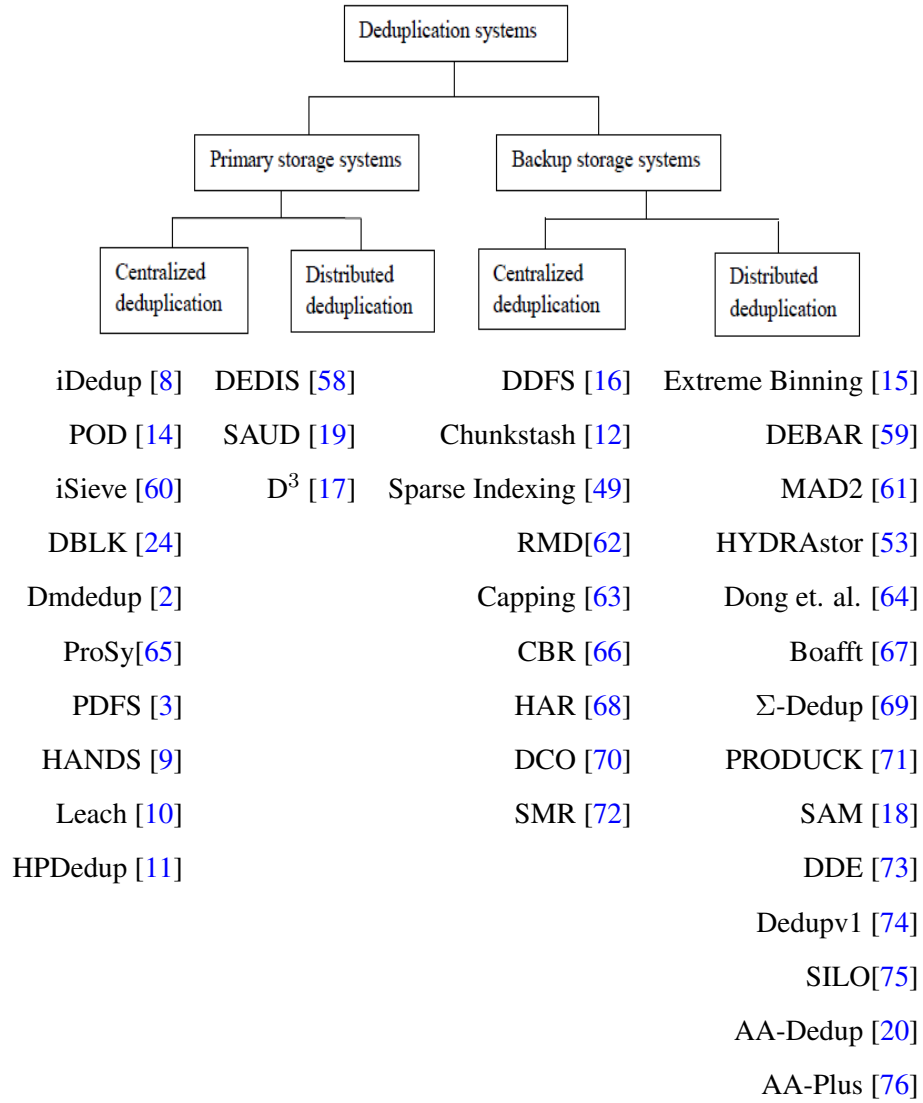 Deduplication systems
Primary storage systems
Backup storage systems
Centralized
deduplication
Distributed
deduplication
Centralized
deduplication
Distributed
deduplication
iDedup [8] DEDIS [58] DDFS [16] Extreme Binning [15]
POD [14] SAUD [19] Chunkstash [12] DEBAR [59]
iSieve [60] D³ [17] Sparse Indexing [49] MAD2 [61]
DBLK [24] RMD[62] HYDRAstor [53]
Dmdedup [2] Capping [63] Dong et. al. [64]
ProSy[65] CBR [66] Boafft [67]
PDFS [3] HAR [68] Σ-Dedup [69]
HANDS [9] DCO [70] PRODUCK [71]
Leach [10] SMR [72] SAM [18]
HPDedup [11] DDE [73]
Dedupv1 [74]
SILO[75]
AA-Dedup [20]
AA-Plus [76]